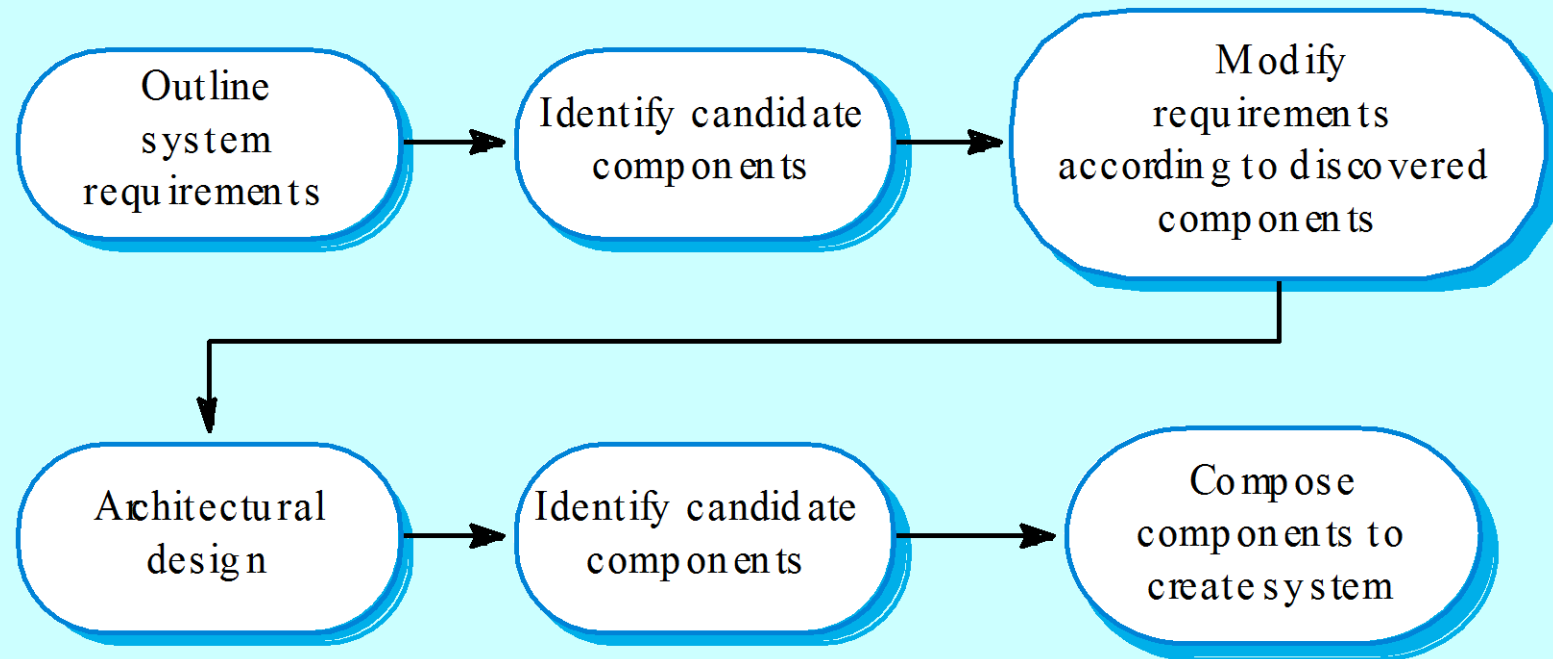 Outline
system
requirements
Identify candidate
components
Modify
requirements
according to discovered
components
Architectural
design
Identify candidate
components
Compose
components to
create system